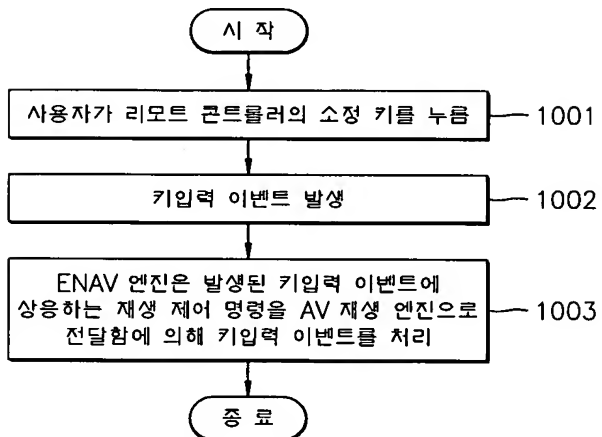 시 작
사용자가 리모트 콘트롤러의 소정 키를 누름
1001
키입력 이벤트 발생
1002
ENAV 엔진은 발생된 키입력 이벤트에
상응하는 재생 제어 명령을 AV 재생 엔진으로
전달함에 의해 키입력 이벤트를 처리
1003
종 료